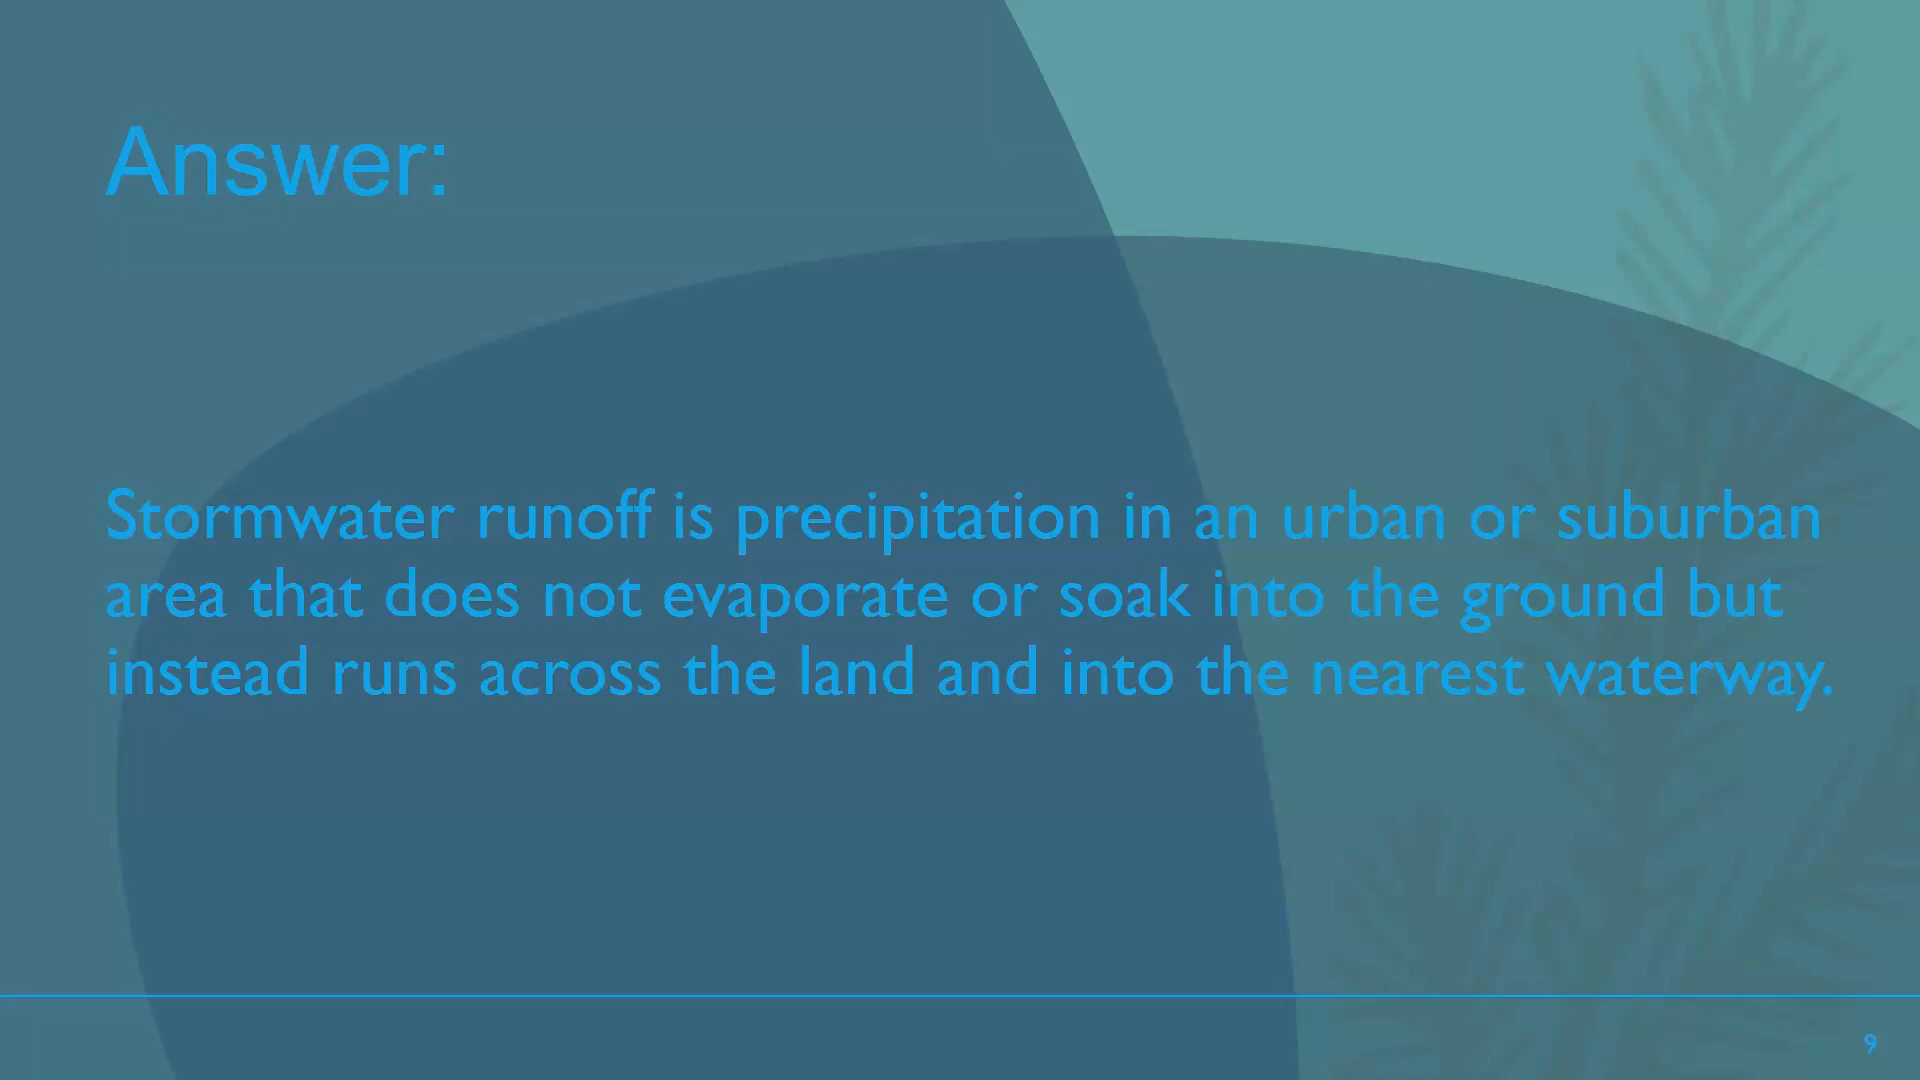 Answer:
Stormwater runoff is precipitation in an urban or suburban
area that does not evaporate or soak into the ground but
instead runs across the land and into the nearest waterway.
9